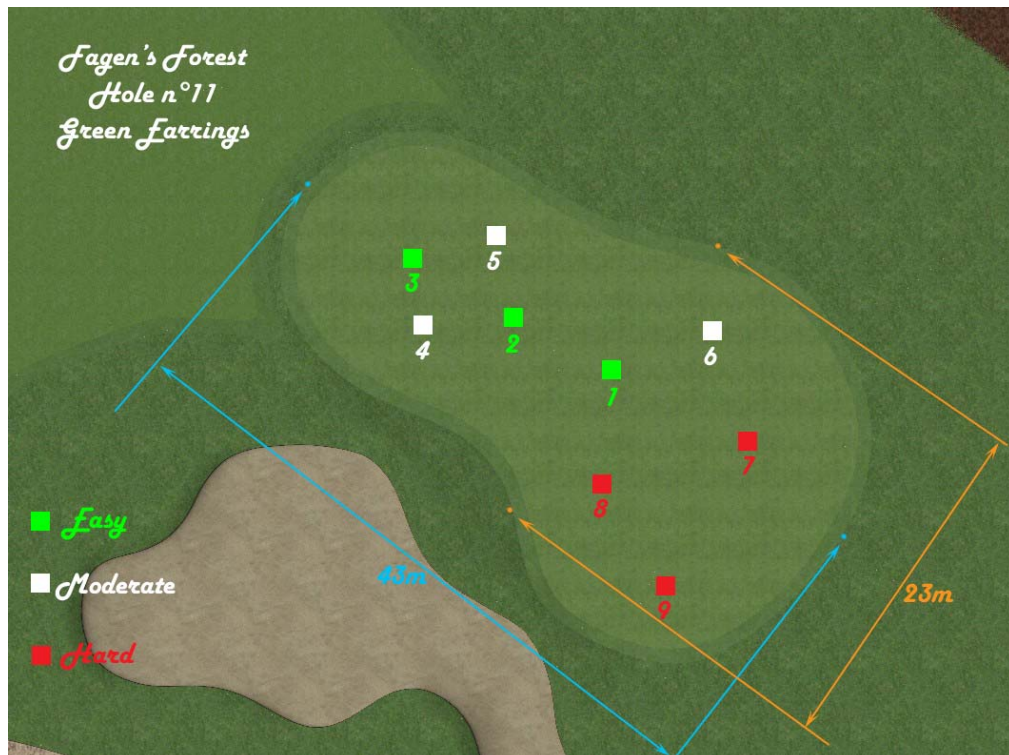 Fagen's Forest
Hole n°11
Green Earrings
5
3
4
2
6
1
7
8
9
Easy
Moderate
Hard
43m
23m